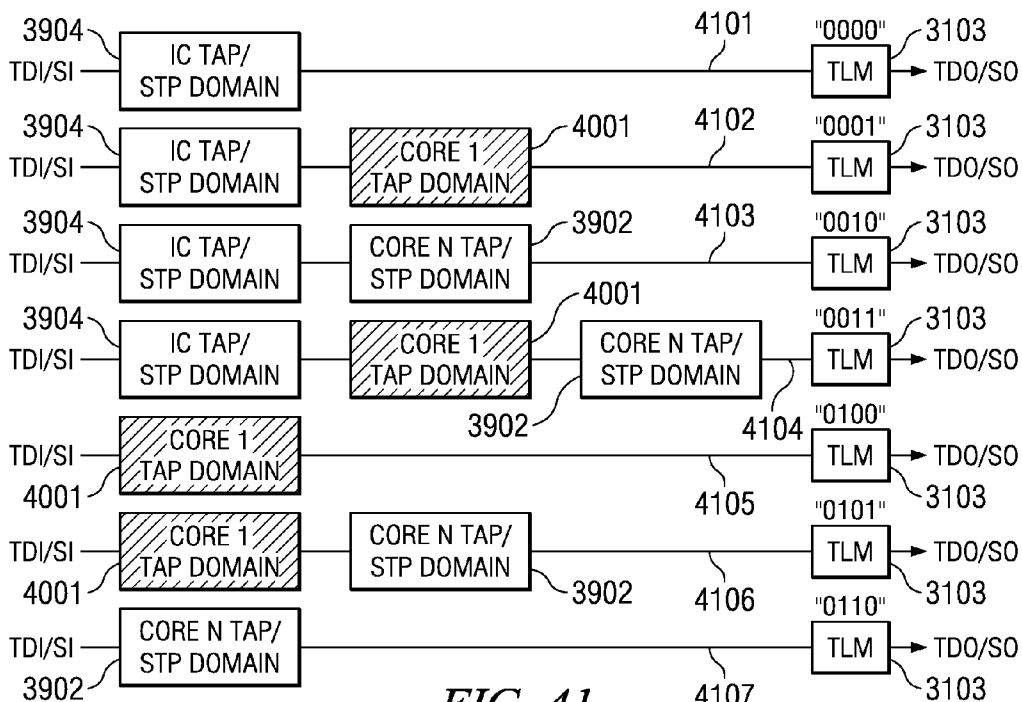 3904 4101 "0000" 3103
TDI/SI IC TAP/ STP DOMAIN TLM TDO/SO
3904 4001 4102 "0001" 3103
TDI/SI IC TAP/ STP DOMAIN CORE 1 TAP DOMAIN TLM TDO/SO
3904 3902 4103 "0010" 3103
TDI/SI IC TAP/ STP DOMAIN CORE N TAP/ STP DOMAIN TLM TDO/SO
3904 4001 "0011" 3103
TDI/SI IC TAP/ STP DOMAIN CORE 1 TAP DOMAIN CORE N TAP/ STP DOMAIN TLM TDO/SO
3902 4104 "0100"
TDI/SI CORE 1 TAP DOMAIN TLM TDO/SO
4001 4105 3103
"0101"
TDI/SI CORE 1 TAP DOMAIN CORE N TAP/ STP DOMAIN TLM TDO/SO
4001 3902 4106 3103
"0110"
TDI/SI CORE N TAP/ STP DOMAIN TLM TDO/SO
3902 FIG. 41 4107 3103